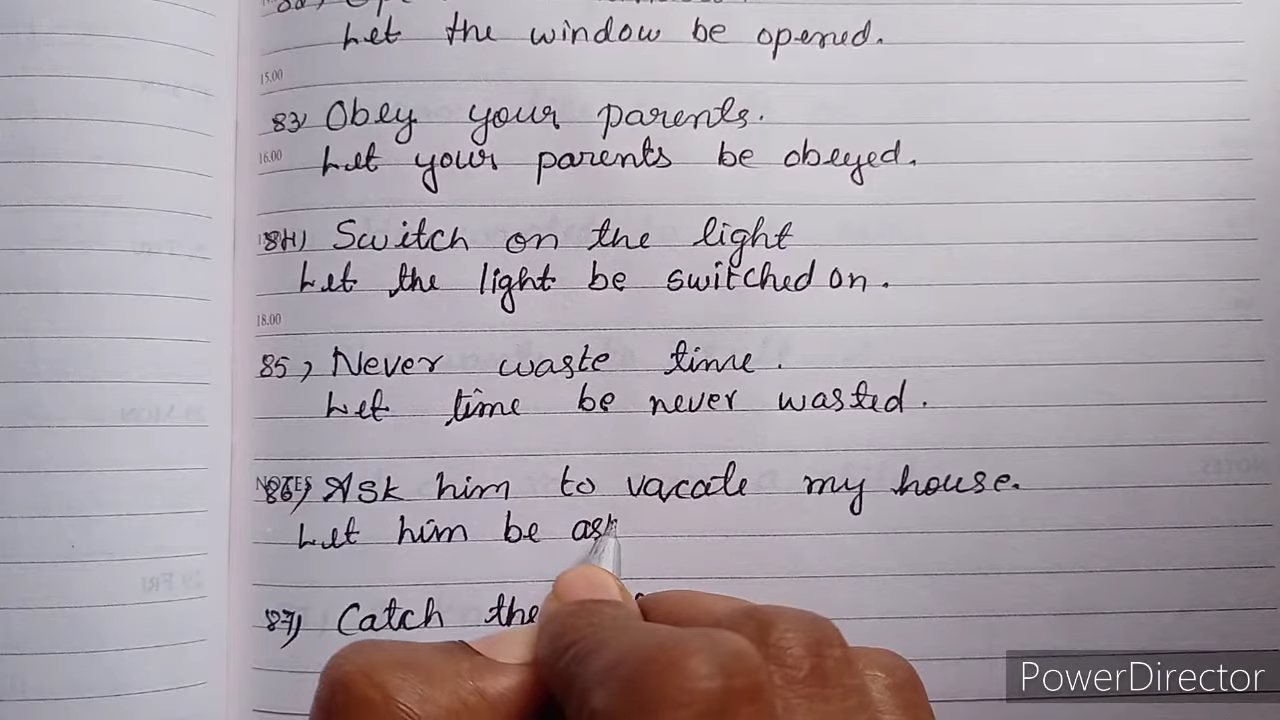 Let the window be opened.
15.00
83) Obey your parents.
16.00 Let your parents be obeyed.
84) Switch on the light
Let the light be switched on.
18.00
85) Never waste time.
Let time be never wasted.
NOTES
86) Ask him to vacate my house.
Let him be ask
87) Catch the
PowerDirector